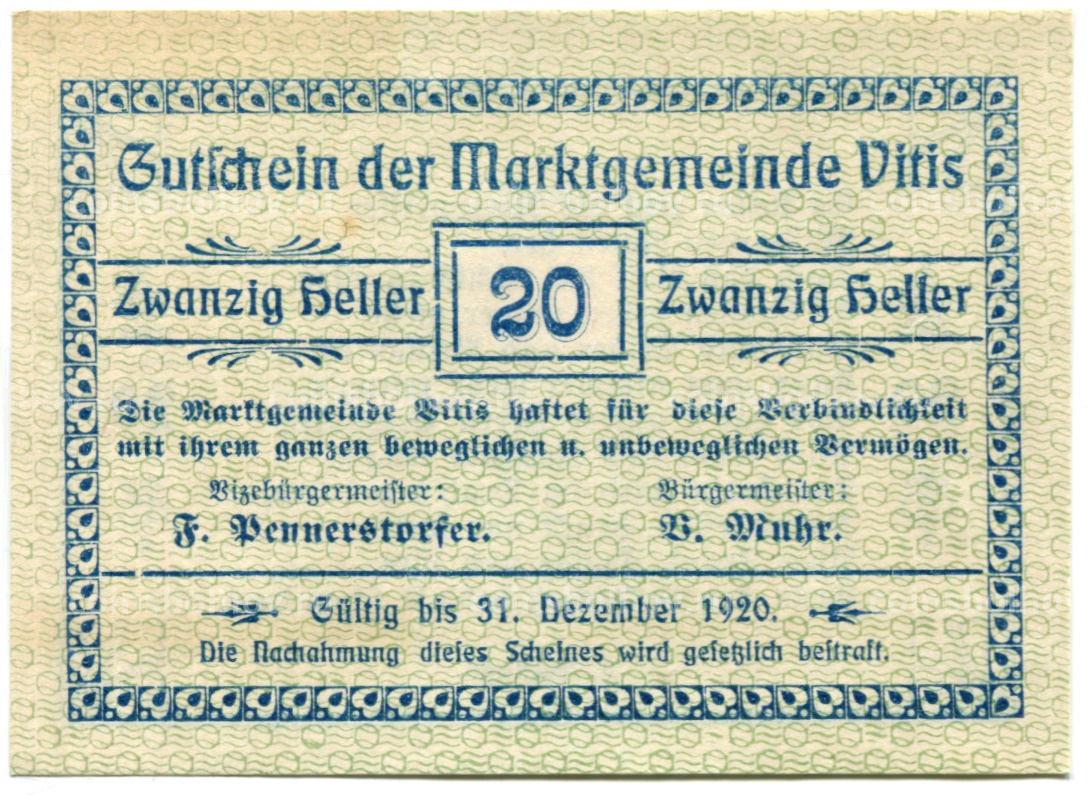 Gutschein der Marktgemeinde Vitis
Zwanzig Heller 20 Zwanzig Heller
Die Marktgemeinde Vitis haftet für diese Verbindlichkeit
mit ihrem ganzen beweglichen u. unbeweglichen Vermögen.
Vizebürgermeister: Bürgermeister:
F. Pennerstorfer. V. Muhr.
Gültig bis 31. Dezember 1920.
Die Nachahmung dieses Scheines wird gesetzlich bestraft.